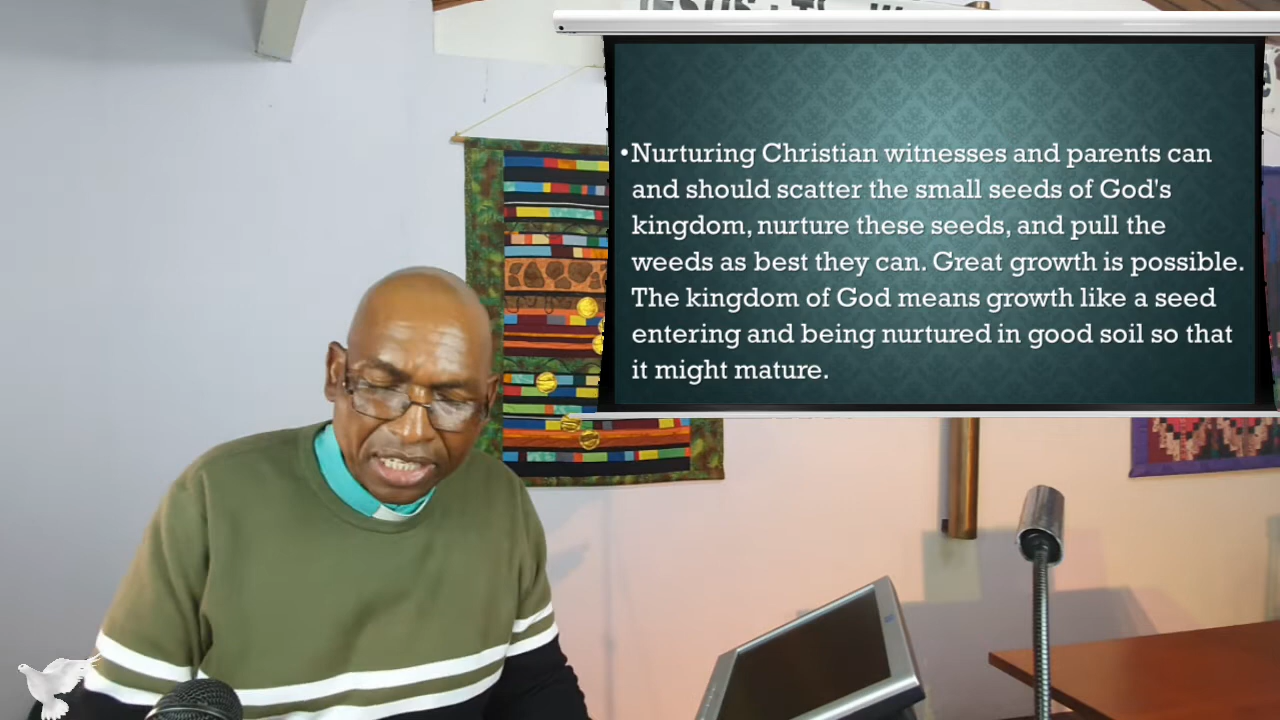 JESUS : T
•Nurturing Christian witnesses and parents can
and should scatter the small seeds of God's
kingdom, nurture these seeds, and pull the
weeds as best they can. Great growth is possible.
The kingdom of God means growth like a seed
entering and being nurtured in good soil so that
it might mature.